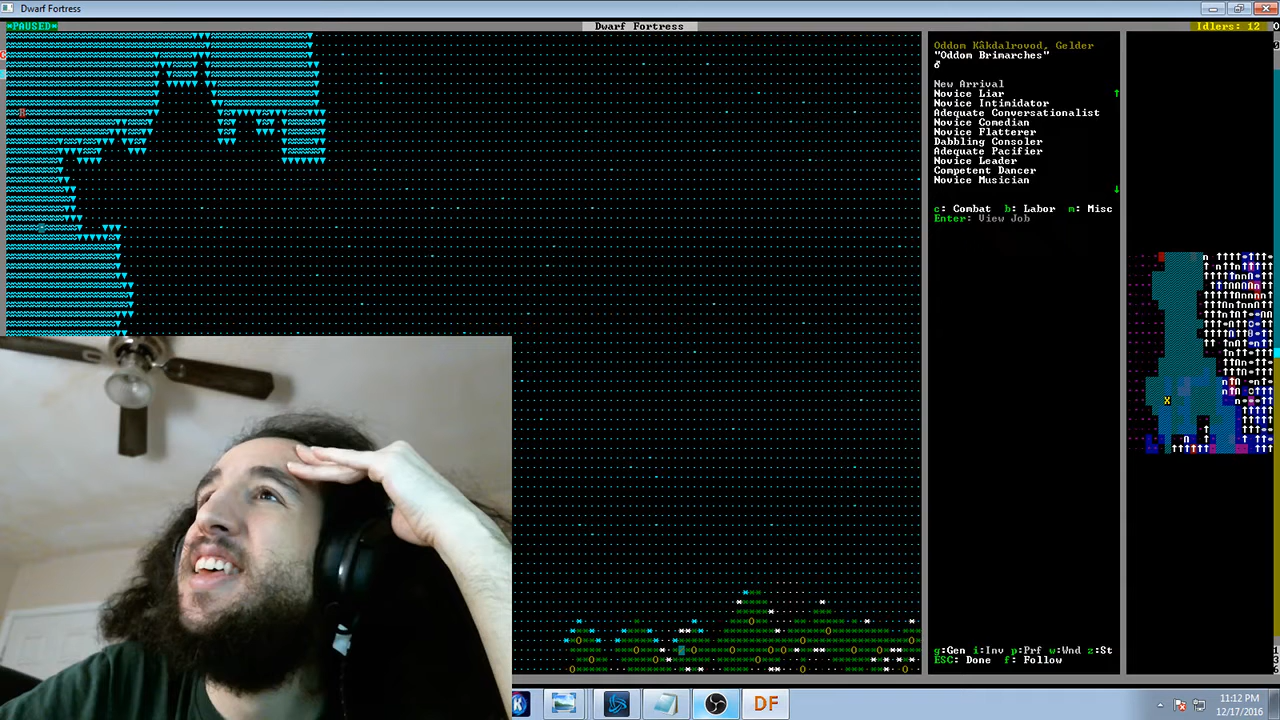 Dwarf Fortress
*PAUSED*
Dwarf Fortress
Idlers: 12
Oddom Kâkdalrovod, Gelder
"Oddom Brimarches"
♂
New Arrival
Novice Liar
Novice Intimidator
Adequate Conversationalist
Novice Comedian
Novice Flatterer
Dabbling Consoler
Adequate Pacifier
Novice Leader
Competent Dancer
Novice Musician
c: Combat b: Labor m: Misc
Enter: View Job
g:Gen i:Inv p:Prf w:Wnd z:St
ESC: Done f: Follow
DF
11:12 PM
12/17/2016